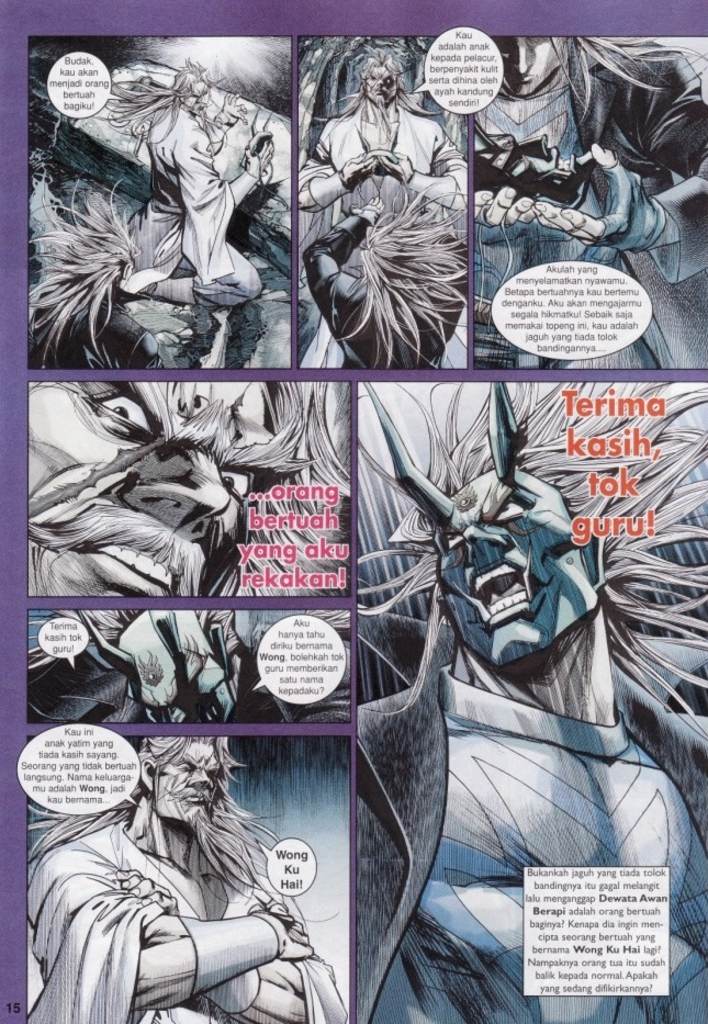 Budak,
kau akan
menjadi orang
bertuah
bagiku!
Kau
adalah anak
kepada pelacur,
berpenyakit kulit
serta dihina oleh
ayah kandung
sendiri!
Akulah yang
menyelamatkan nyawamu.
Betapa bertuahnya kau bertemu
denganku. Aku akan mengajarmu
segala hikmatku! Sebaik saja
memakai topeng ini, kau adalah
jaguh yang tiada tolok
bandingannya....
...orang
bertuah
yang aku
rekakan!
Terima
kasih,
tok
guru!
Terima
kasih tok
guru!
Aku
hanya tahu
diriku bernama
Wong, bolehkah tok
guru memberikan
satu nama
kepadaku?
Kau ini
anak yatim yang
tiada kasih sayang.
Seorang yang tidak bertuah
langsung. Nama keluarga-
mu adalah Wong, jadi
kau bernama...
Wong
Ku
Hai!
Bukankah jaguh yang tiada tolok
bandingnya itu gagal melangit
lalu menganggap Dewata Awan
Berapi adalah orang bertuah
baginya? Kenapa dia ingin men-
cipta seorang bertuah yang
bernama Wong Ku Hai lagi?
Nampaknya orang tua itu sudah
balik kepada normal. Apakah
yang sedang difikirkannya?
15